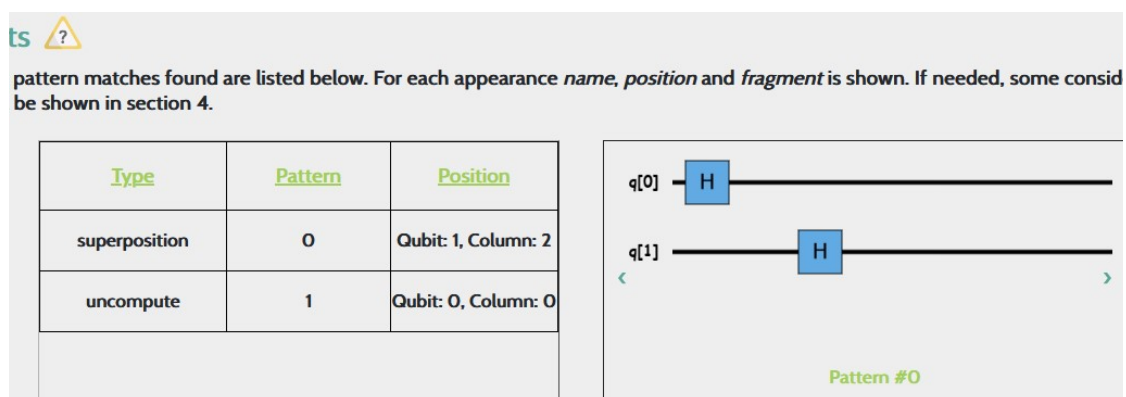 ts ?
pattern matches found are listed below. For each appearance name, position and fragment is shown. If needed, some consid
be shown in section 4.
Type Pattern Position
superposition 0 Qubit: 1, Column: 2
uncompute 1 Qubit: 0, Column: 0
q[0] H
q[1] H
‹ ›
Pattern #0